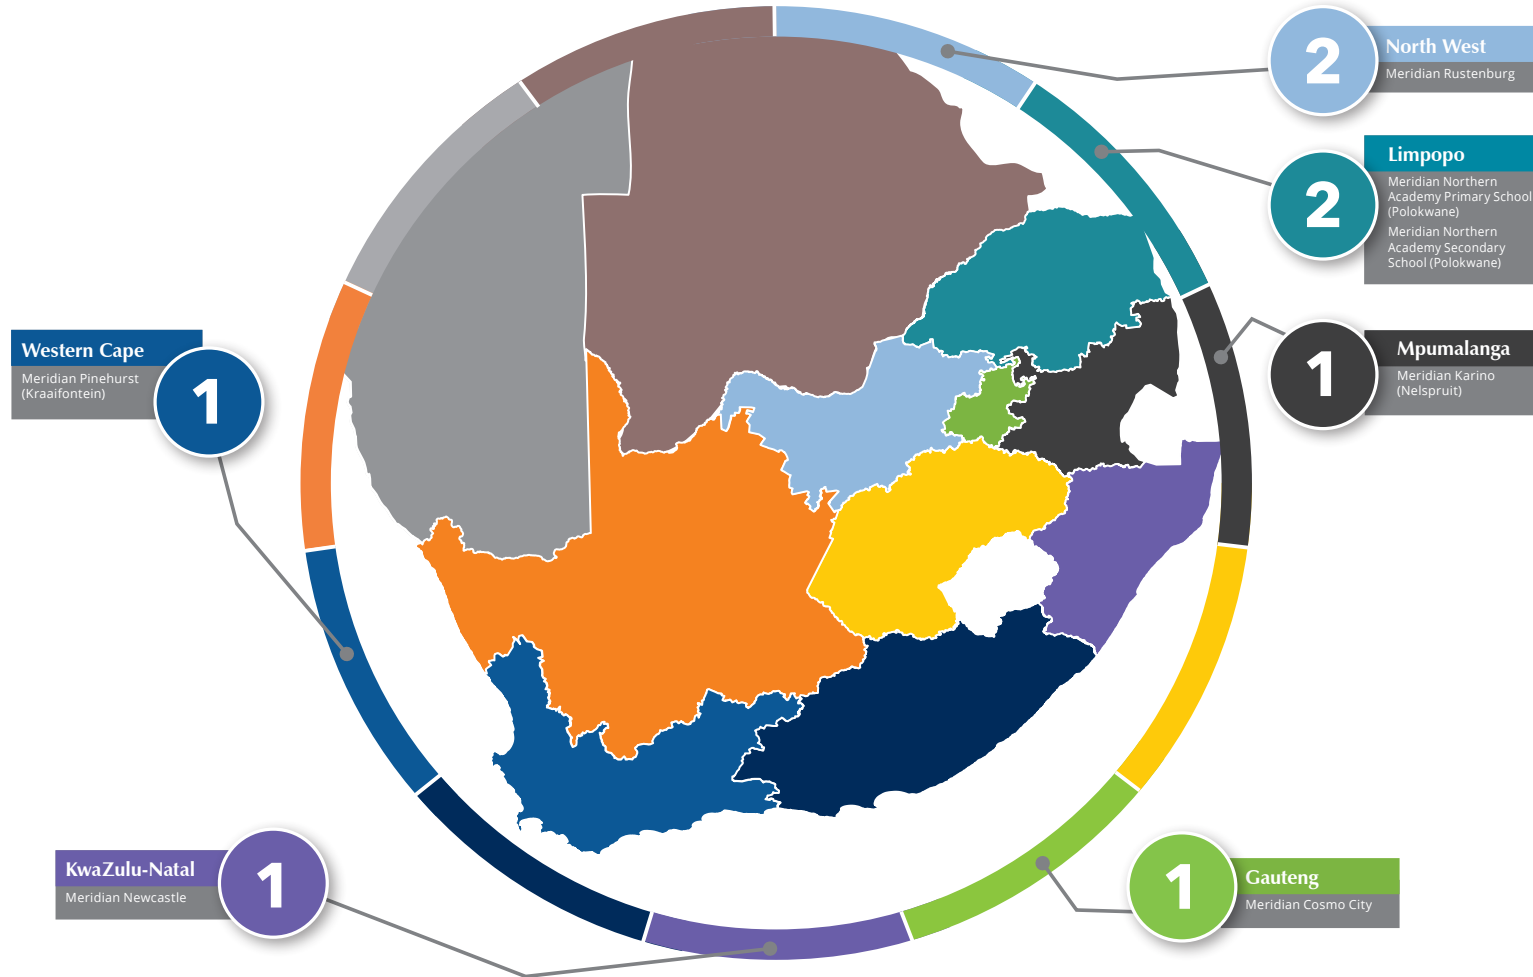 2
North West
Meridian Rustenburg
2
Limpopo
Meridian Northern
Academy Primary School
(Polokwane)
Meridian Northern
Academy Secondary
School (Polokwane)
1
Mpumalanga
Meridian Karino
(Nelspruit)
Western Cape
Meridian Pinehurst
(Kraaifontein)
1
KwaZulu-Natal
Meridian Newcastle
1
1
Gauteng
Meridian Cosmo City